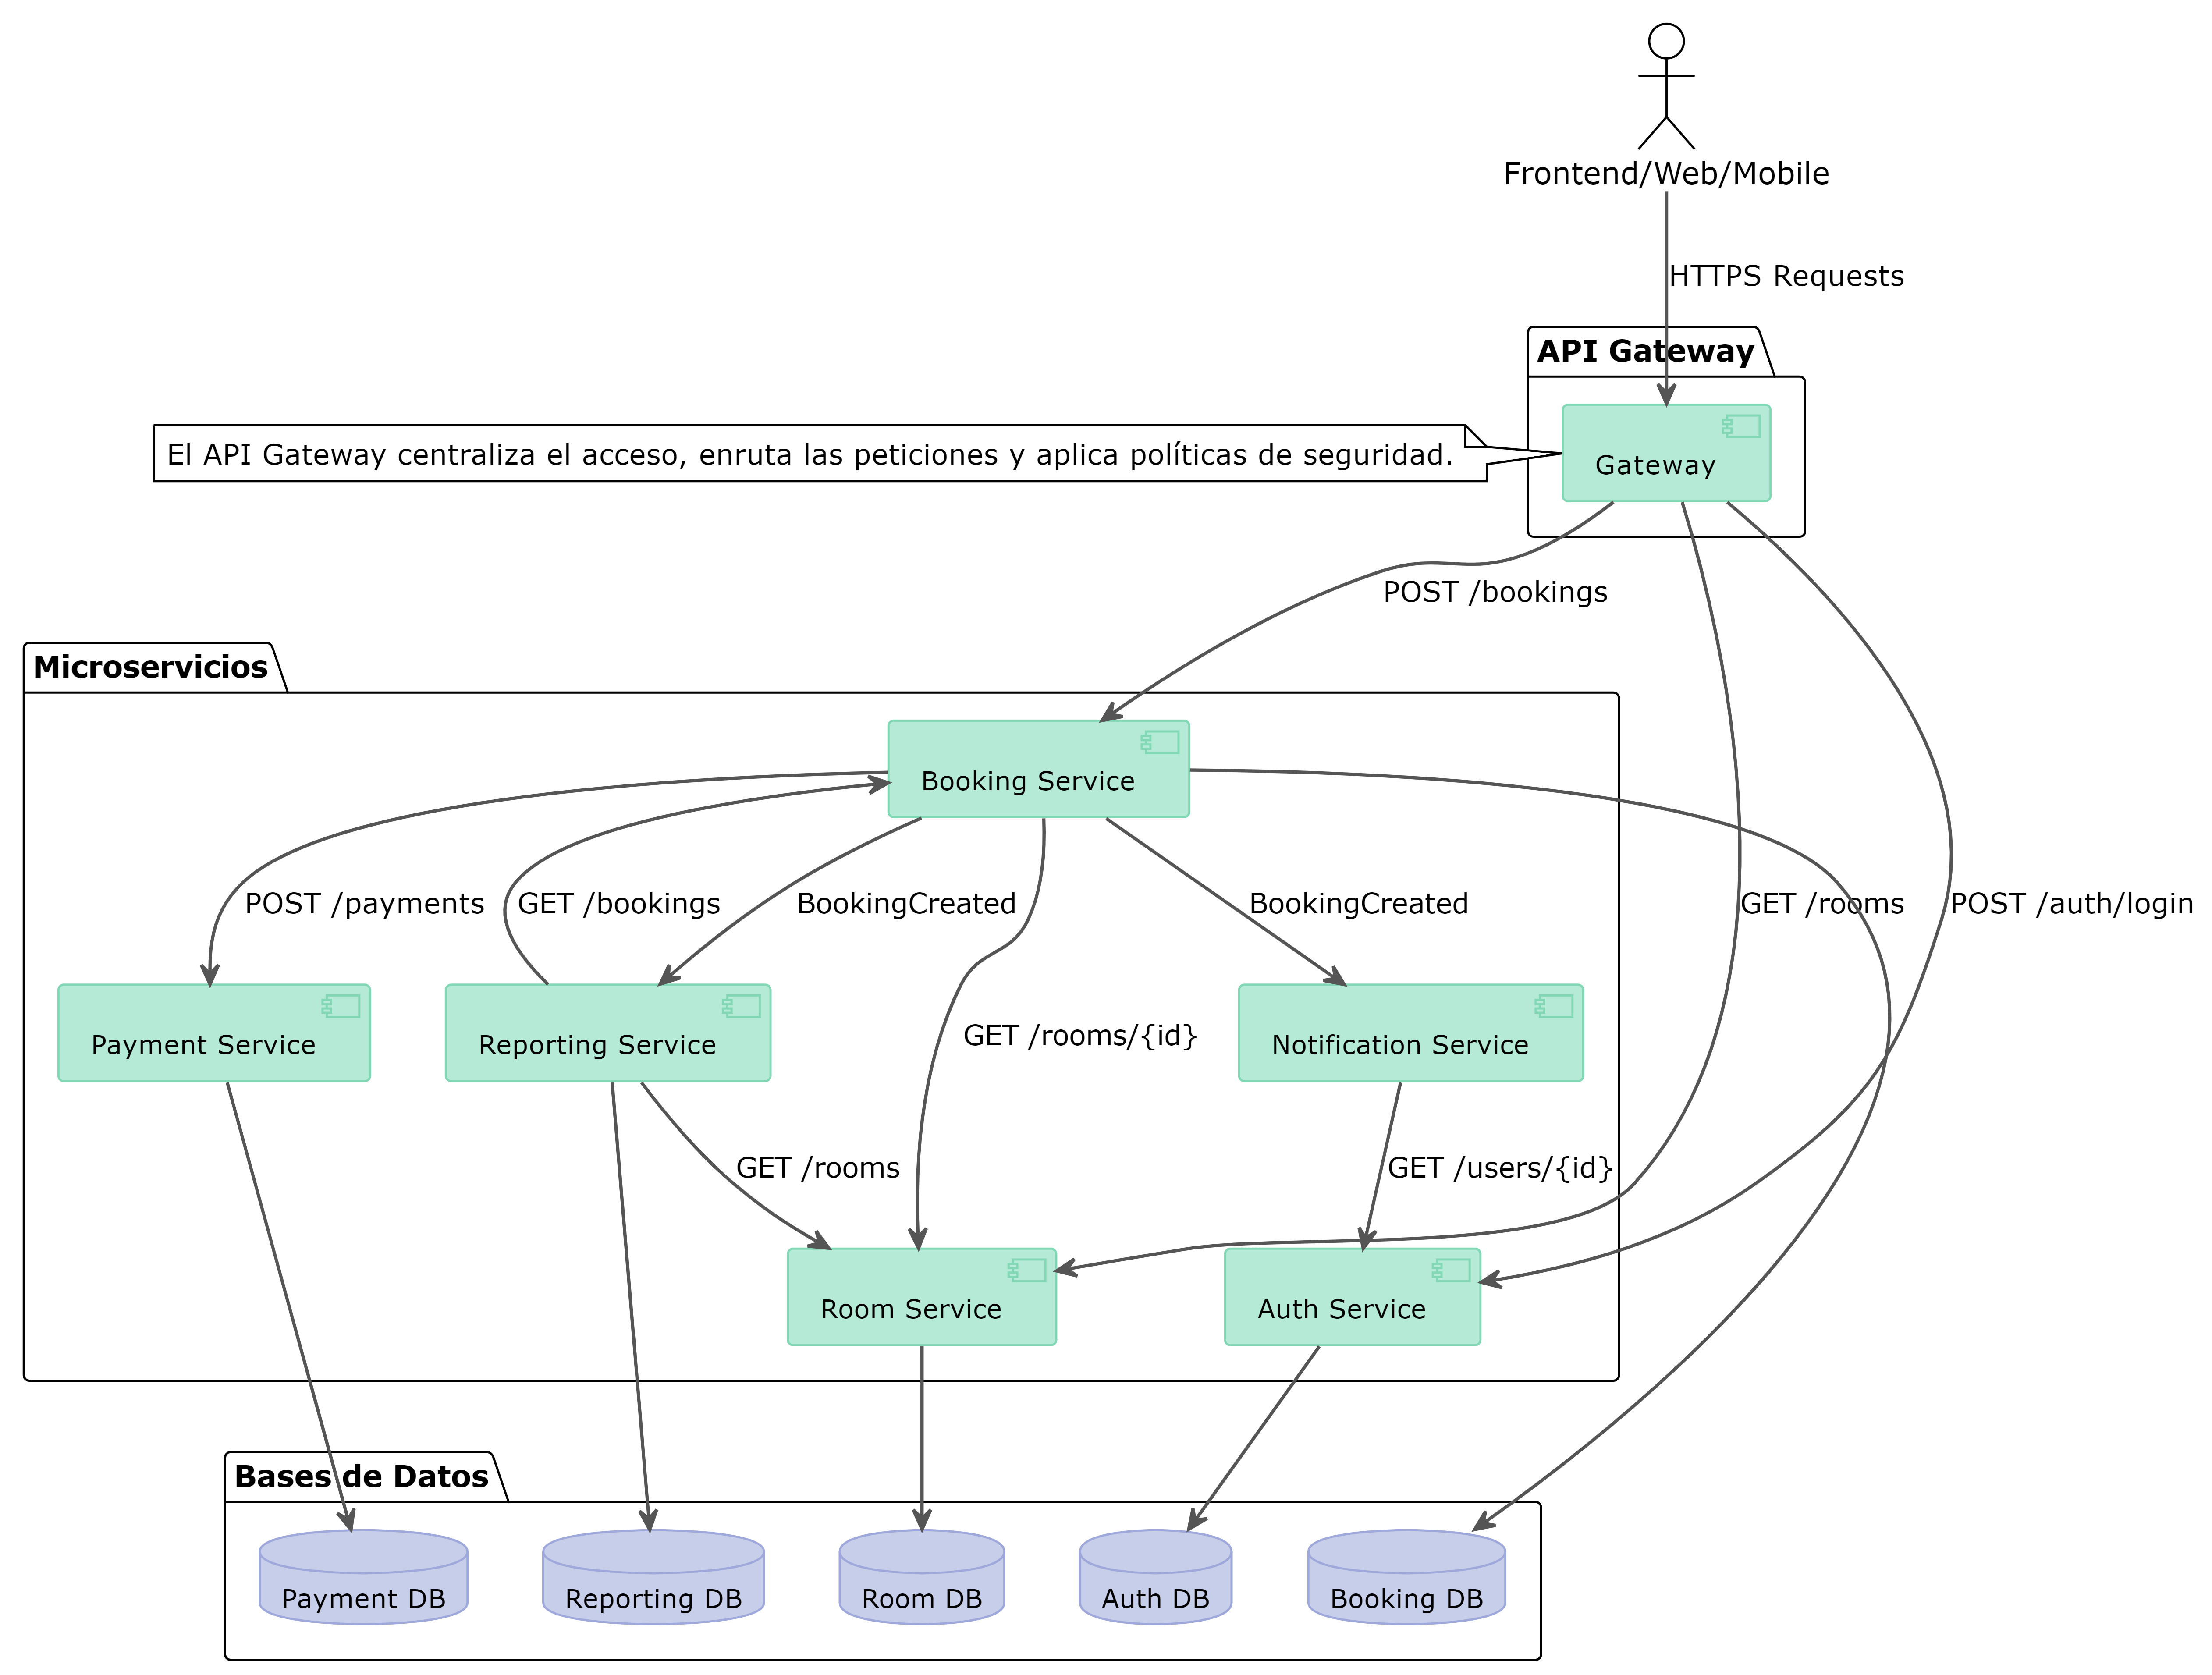 Frontend/Web/Mobile
HTTPS Requests
API Gateway
El API Gateway centraliza el acceso, enruta las peticiones y aplica políticas de seguridad.
Gateway
POST /bookings
Microservicios
Booking Service
POST /payments
GET /bookings
BookingCreated
BookingCreated
GET /rooms
POST /auth/login
Payment Service
Reporting Service
GET /rooms/{id}
Notification Service
GET /rooms
GET /users/{id}
Room Service
Auth Service
Bases de Datos
Payment DB
Reporting DB
Room DB
Auth DB
Booking DB